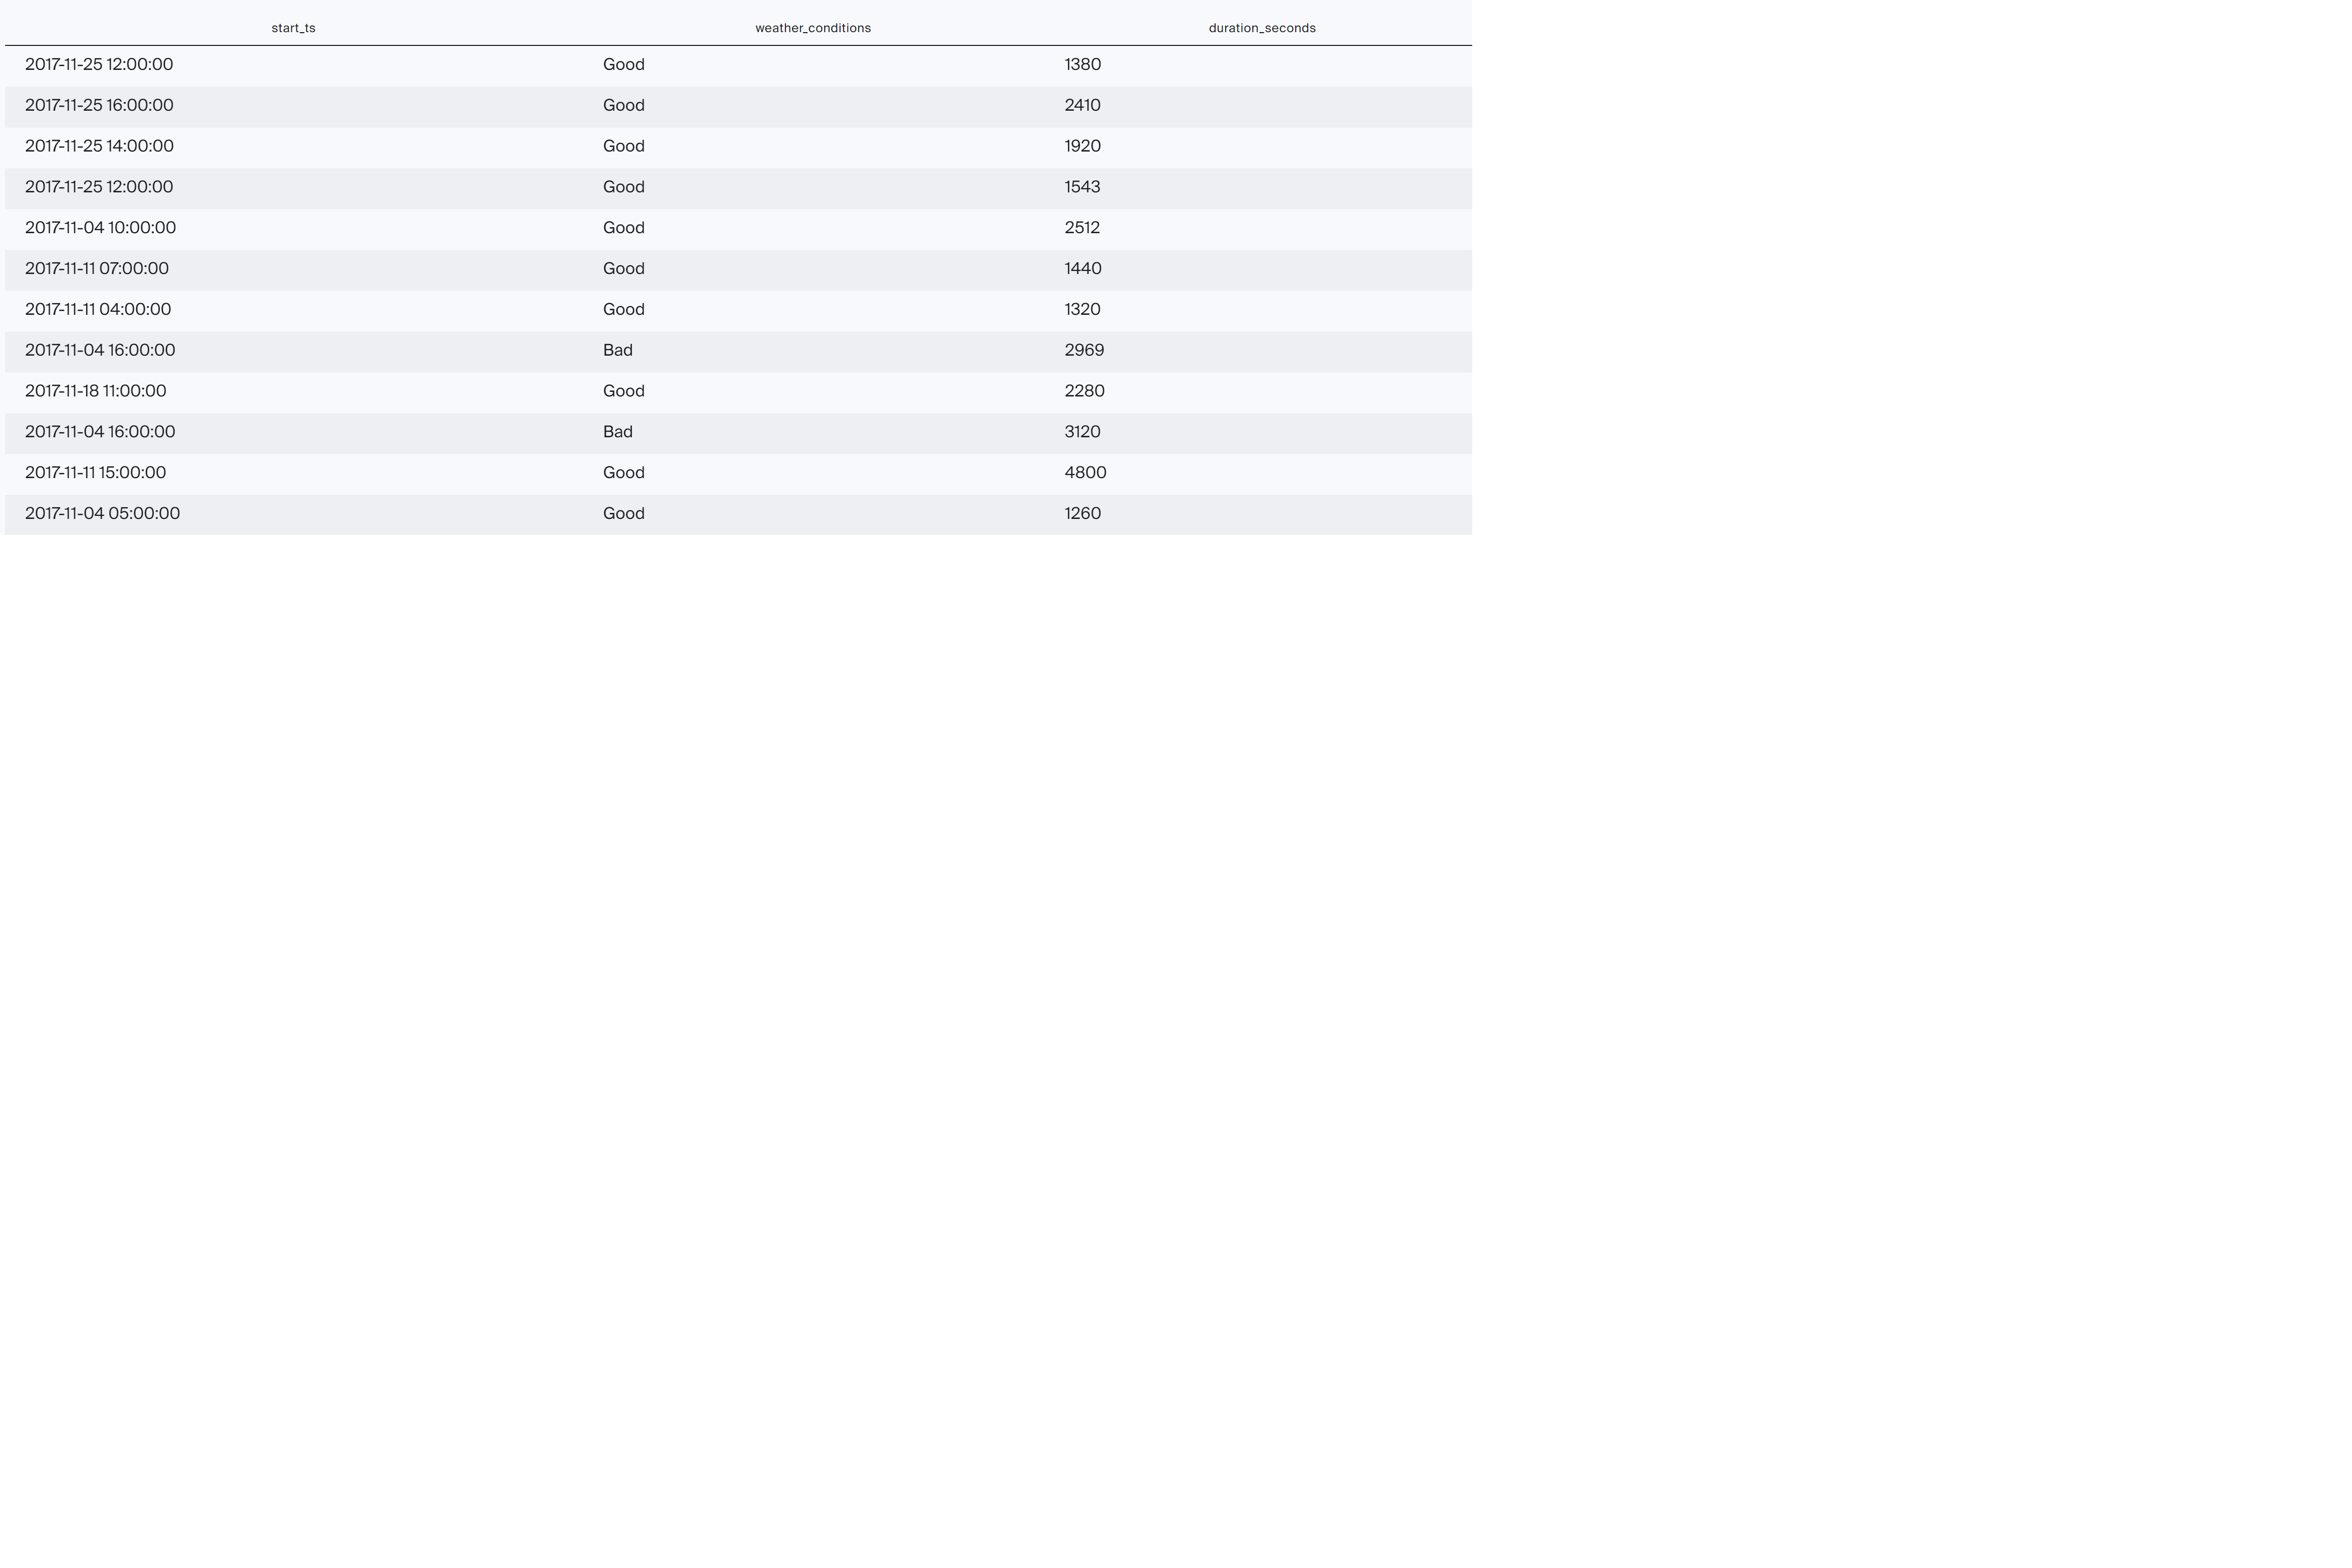 start_ts weather_conditions duration_seconds
2017-11-25 12:00:00 Good 1380
2017-11-25 16:00:00 Good 2410
2017-11-25 14:00:00 Good 1920
2017-11-25 12:00:00 Good 1543
2017-11-04 10:00:00 Good 2512
2017-11-11 07:00:00 Good 1440
2017-11-11 04:00:00 Good 1320
2017-11-04 16:00:00 Bad 2969
2017-11-18 11:00:00 Good 2280
2017-11-04 16:00:00 Bad 3120
2017-11-11 15:00:00 Good 4800
2017-11-04 05:00:00 Good 1260